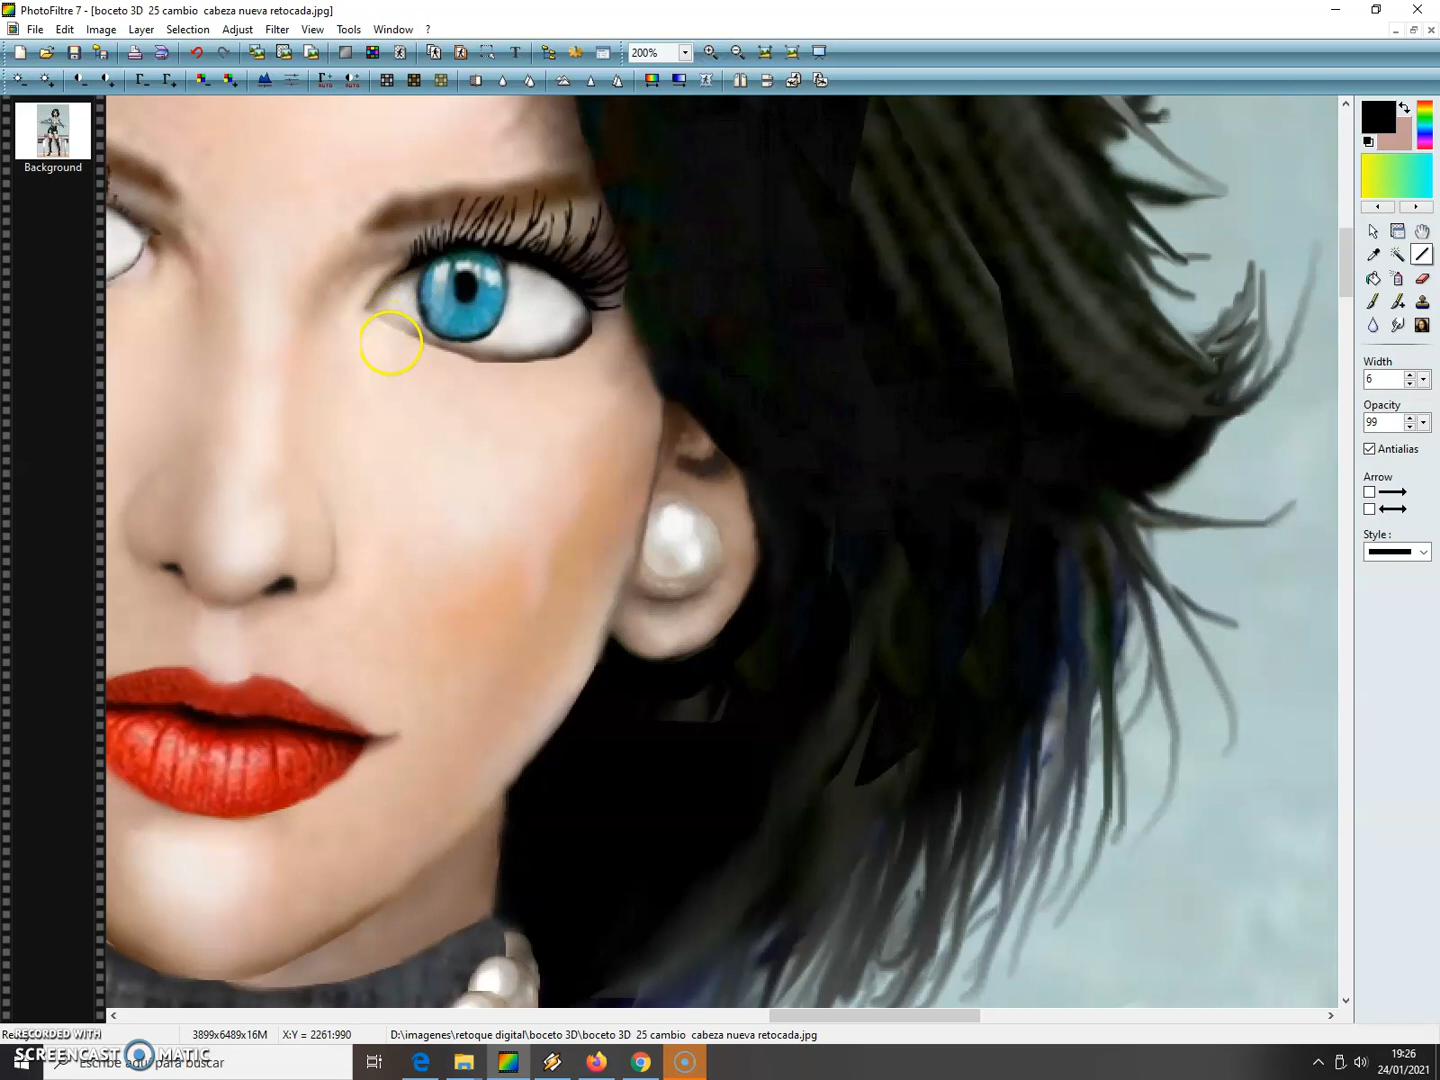 PhotoFiltre 7 - [boceto 3D  25 cambio  cabeza nueva retocada.jpg]
File Edit Image Layer Selection Adjust Filter View Tools Window ?
200%
AUTO AUTO
Background
Width
6
Opacity
99
Antialias
Arrow
Style :
3899x6489x16M X:Y = 2261:990 D:\imagenes\retoque digital\boceto 3D\boceto 3D  25 cambio  cabeza nueva retocada.jpg
RECORDED WITH
SCREENCAST MATIC
Escribe aquí para buscar
19:26
24/01/2021